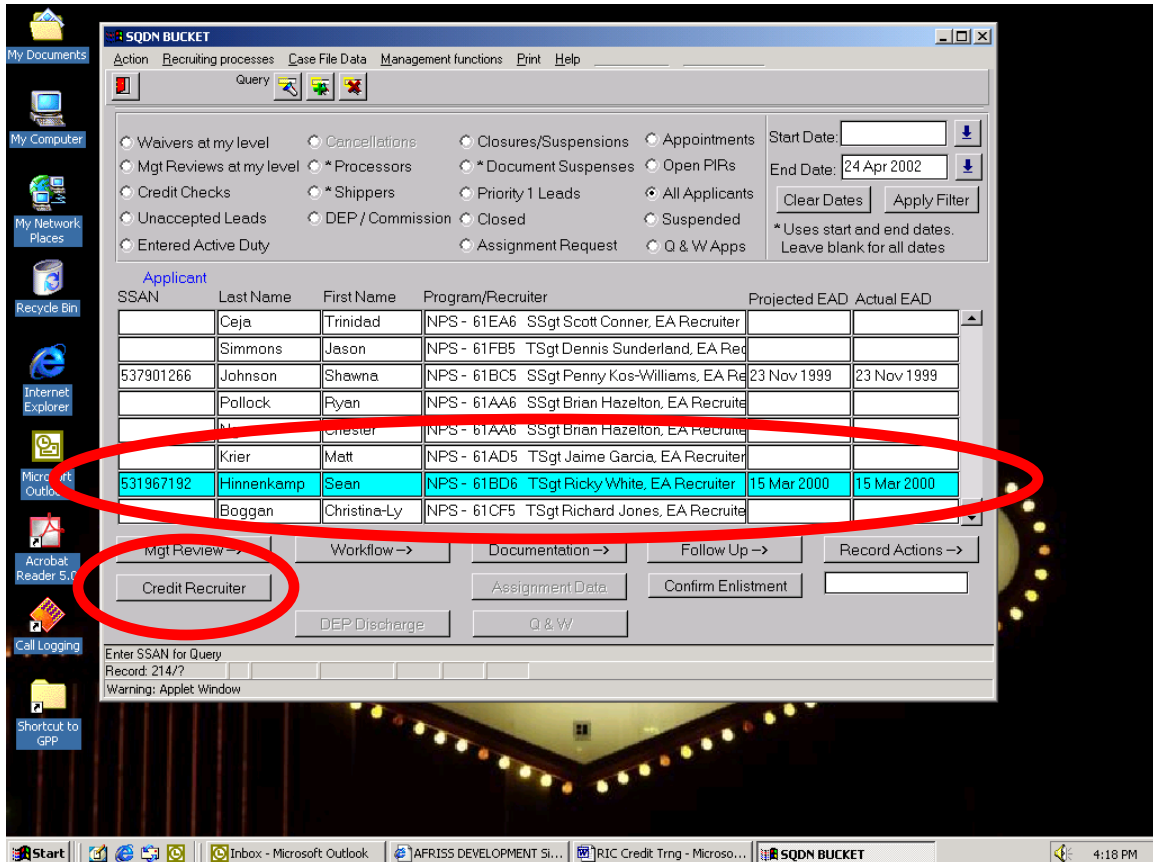 My Documents
My Computer
My Network Places
Recycle Bin
Internet Explorer
Outlook
Acrobat Reader 5.0
Call Logging
Shortcut to GPP
SQDN BUCKET
Action Recruiting processes Case File Data Management functions Print Help
Query
Waivers at my level Cancellations Closures/Suspensions Appointments Start Date:
Mgt Reviews at my level * Processors * Document Suspenses Open PIRs End Date: 24 Apr 2002
Credit Checks * Shippers Priority 1 Leads All Applicants Clear Dates Apply Filter
Unaccepted Leads DEP / Commission Closed Suspended * Uses start and end dates.
Entered Active Duty Assignment Request Q & W Apps Leave blank for all dates
Applicant
SSAN Last Name First Name Program/Recruiter Projected EAD Actual EAD
Ceja Trinidad NPS - 61EA6 SSgt Scott Conner, EA Recruiter
Simmons Jason NPS - 61FB5 TSgt Dennis Sunderland, EA Rec
537901266 Johnson Shawna NPS - 61BC5 SSgt Penny Kos-Williams, EA Re 23 Nov 1999 23 Nov 1999
Pollock Ryan NPS - 61AA6 SSgt Brian Hazelton, EA Recruite
Chester NPS - 61AA6 SSgt Brian Hazelton, EA Recruite
Krier Matt NPS - 61AD5 TSgt Jaime Garcia, EA Recruiter
531967192 Hinnenkamp Sean NPS - 61BD6 TSgt Ricky White, EA Recruiter 15 Mar 2000 15 Mar 2000
Boggan Christina-Ly NPS - 61CF5 TSgt Richard Jones, EA Recruite
Mgt Review --> Workflow --> Documentation --> Follow Up --> Record Actions -->
Credit Recruiter Assignment Data Confirm Enlistment
DEP Discharge Q & W
Enter SSAN for Query
Record: 214/?
Warning: Applet Window
Start Inbox - Microsoft Outlook AFRISS DEVELOPMENT Si... RIC Credit Trng - Microso... SQDN BUCKET 4:18 PM